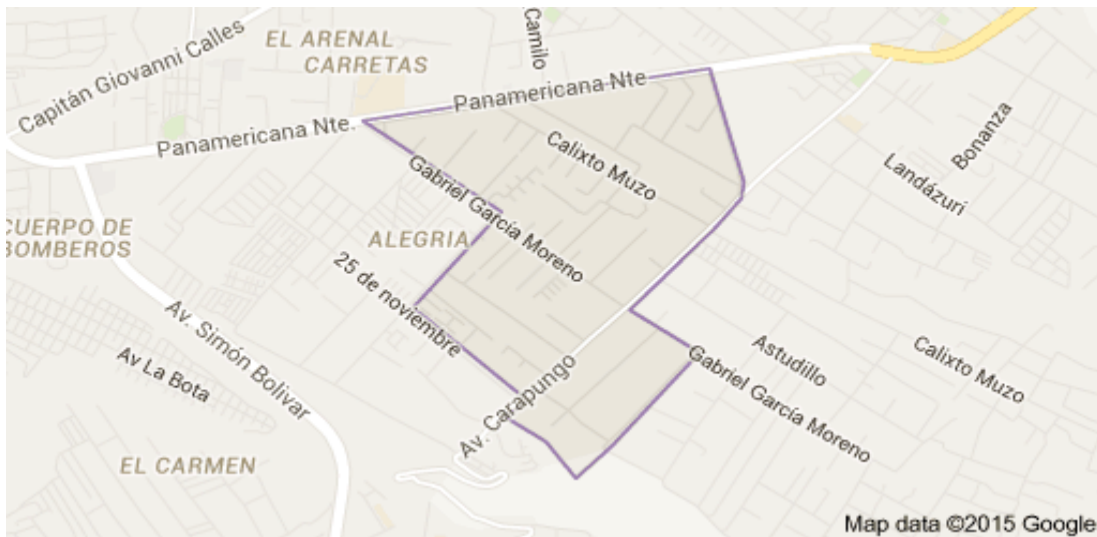 Capitán Giovanni Calles
EL ARENAL
CARRETAS
Camilo
Panamericana Nte
Panamericana Nte.
Calixto Muzo
Bonanza
Landázuri
Gabriel García Moreno
CUERPO DE
BOMBEROS
ALEGRIA
25 de noviembre
Av. Simón Bolivar
Av La Bota
Av. Carapungo
Astudillo
Calixto Muzo
Gabriel García Moreno
EL CARMEN
Map data ©2015 Google